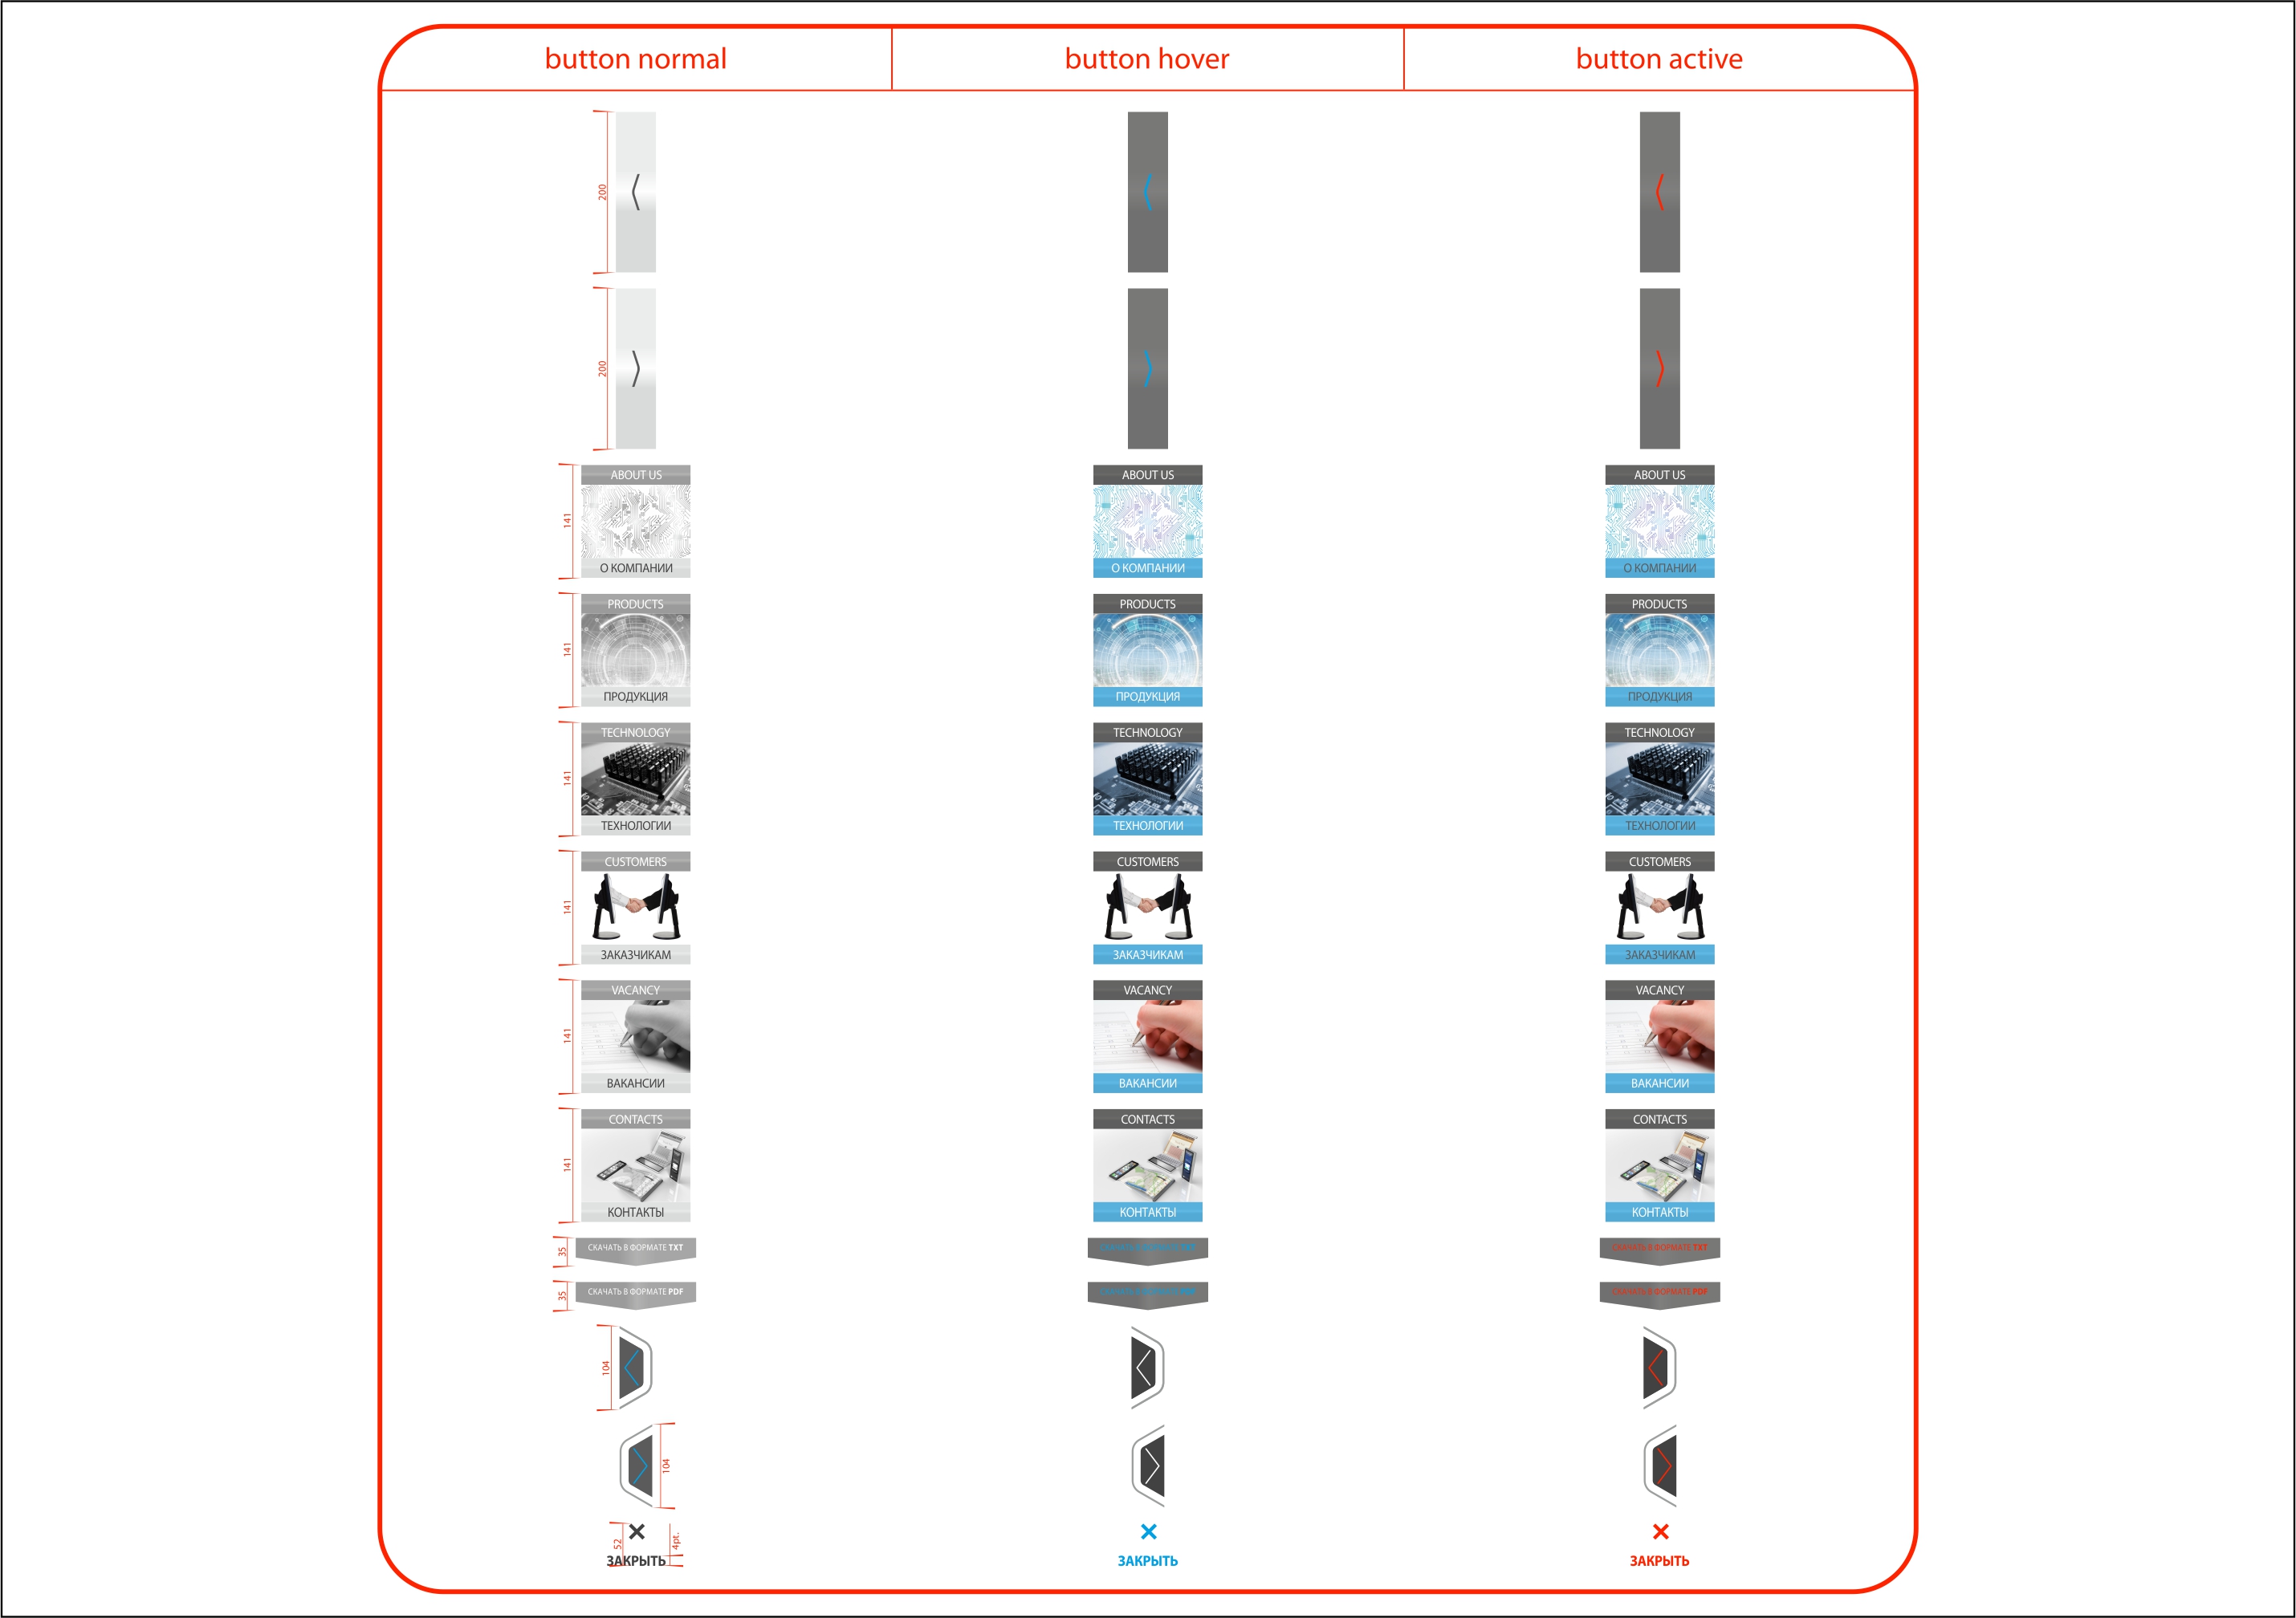 button normal
button hover
button active
200
200
ABOUT US
ABOUT US
ABOUT US
141
О КОМПАНИИ
О КОМПАНИИ
О КОМПАНИИ
PRODUCTS
PRODUCTS
PRODUCTS
141
ПРОДУКЦИЯ
ПРОДУКЦИЯ
ПРОДУКЦИЯ
TECHNOLOGY
TECHNOLOGY
TECHNOLOGY
141
ТЕХНОЛОГИИ
ТЕХНОЛОГИИ
ТЕХНОЛОГИИ
CUSTOMERS
CUSTOMERS
CUSTOMERS
141
ЗАКАЗЧИКАМ
ЗАКАЗЧИКАМ
ЗАКАЗЧИКАМ
VACANCY
VACANCY
VACANCY
141
ВАКАНСИИ
ВАКАНСИИ
ВАКАНСИИ
CONTACTS
CONTACTS
CONTACTS
141
КОНТАКТЫ
КОНТАКТЫ
КОНТАКТЫ
35
СКАЧАТЬ В ФОРМАТЕ TXT
СКАЧАТЬ В ФОРМАТЕ TXT
35
СКАЧАТЬ В ФОРМАТЕ PDF
СКАЧАТЬ В ФОРМАТЕ PDF
104
104
52
4pt.
ЗАКРЫТЬ
ЗАКРЫТЬ
ЗАКРЫТЬ